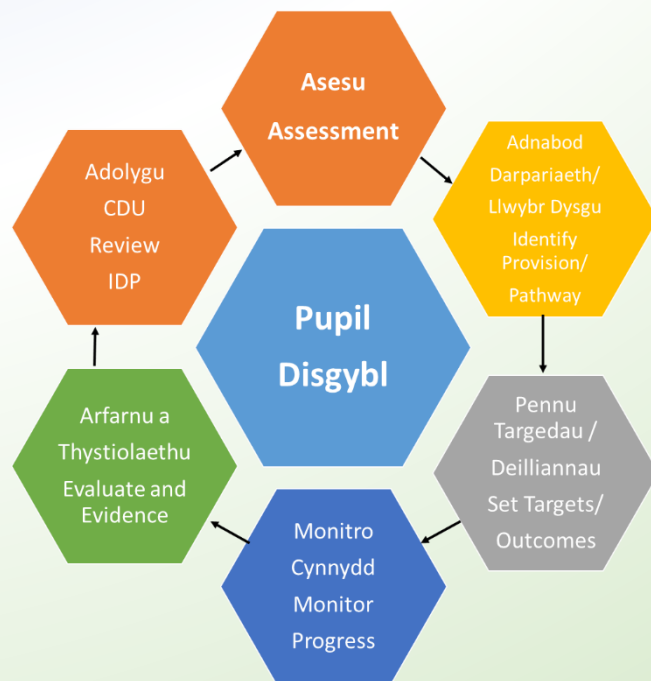 Asesu
Assessment
Adnabod
Darpariaeth/
Llwybr Dysgu
Identify
Provision/
Pathway
Pennu
Targedau /
Deilliannau
Set Targets/
Outcomes
Monitro
Cynnydd
Monitor
Progress
Arfarnu a
Thystiolaethu
Evaluate and
Evidence
Adolygu
CDU
Review
IDP
Pupil
Disgybl